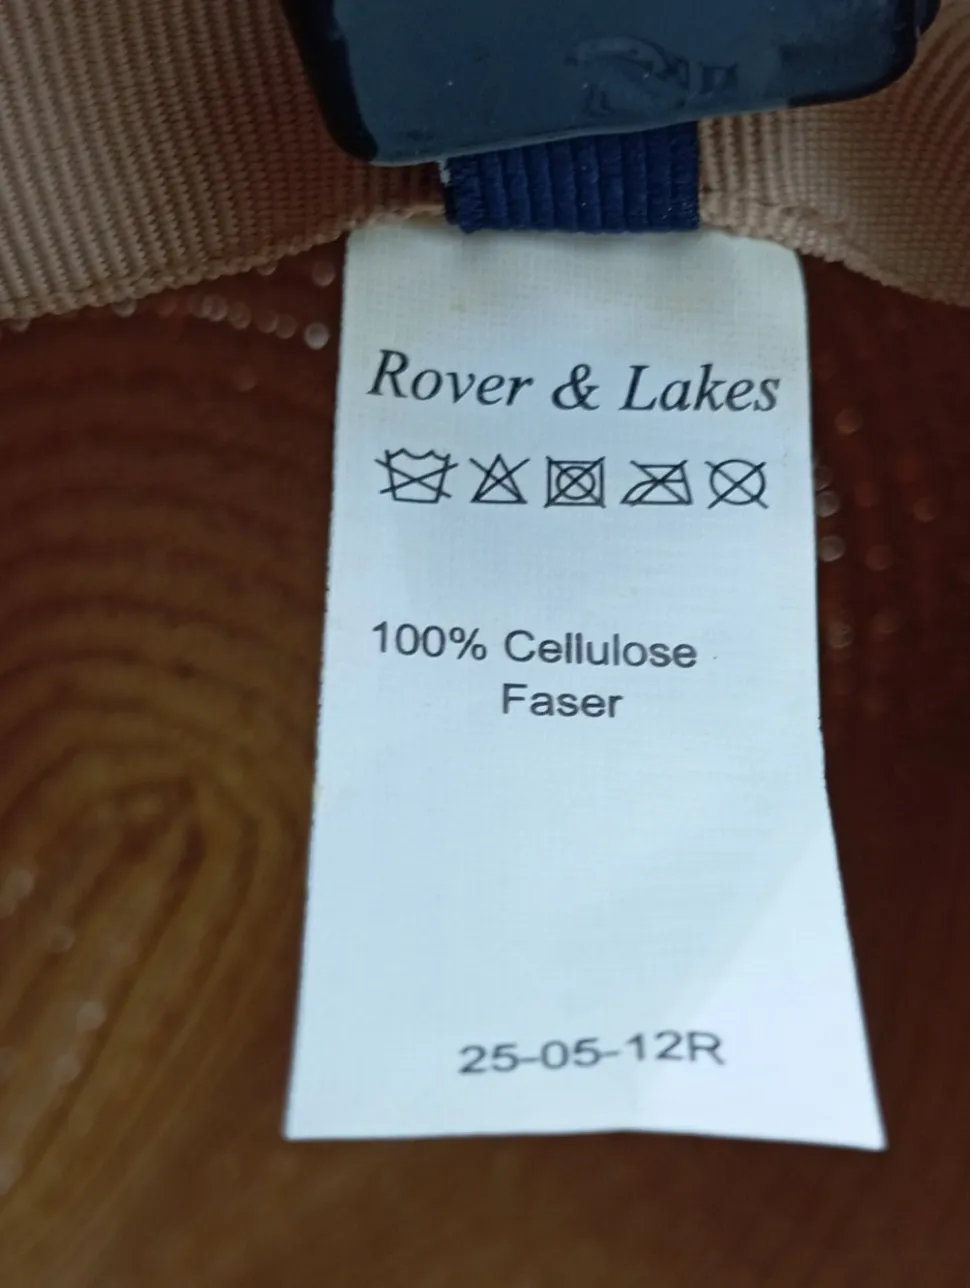 Rover & Lakes
100% Cellulose
Faser
25-05-12R